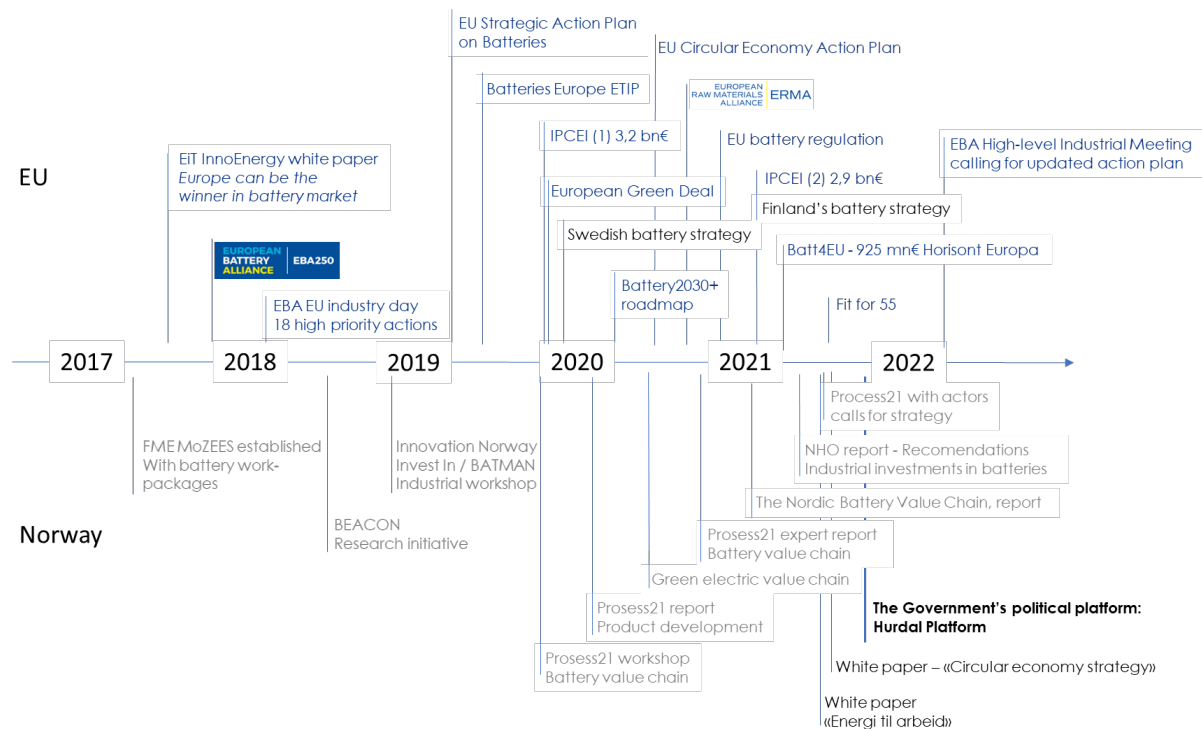 EU Strategic Action Plan
on Batteries
EU Circular Economy Action Plan
Batteries Europe ETIP
EUROPEAN
RAW MATERIALS
ALLIANCE
ERMA
IPCEI (1) 3,2 bn€
EU battery regulation
EBA High-level Industrial Meeting
calling for updated action plan
EU
EiT InnoEnergy white paper
Europe can be the
winner in battery market
European Green Deal
IPCEI (2) 2,9 bn€
Finland's battery strategy
Swedish battery strategy
EUROPEAN
BATTERY
ALLIANCE
EBA250
Batt4EU - 925 mn€ Horisont Europa
Battery2030+
roadmap
EBA EU industry day
18 high priority actions
Fit for 55
2017
2018
2019
2020
2021
2022
Process21 with actors
calls for strategy
FME MoZEES established
With battery work-
packages
Innovation Norway
Invest In / BATMAN
Industrial workshop
NHO report - Recomendations
Industrial investments in batteries
The Nordic Battery Value Chain, report
Norway
BEACON
Research initiative
Prosess21 expert report
Battery value chain
Green electric value chain
Prosess21 report
Product development
The Government's political platform:
Hurdal Platform
Prosess21 workshop
Battery value chain
White paper – «Circular economy strategy»
White paper
«Energi til arbeid»